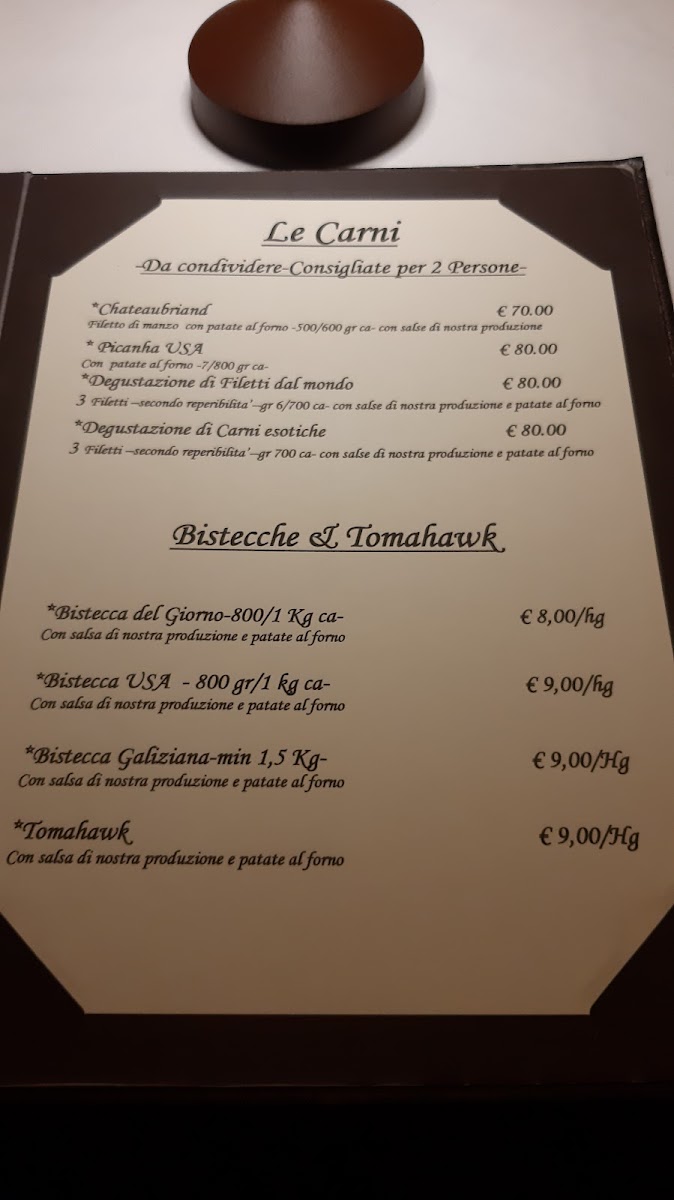 Le Carni
-Da condividere-Consigliate per 2 Persone-
*Chateaubriand € 70.00
Filetto di manzo con patate al forno -500/600 gr ca- con salse di nostra produzione
* Picanha USA € 80.00
Con patate al forno -7/800 gr ca-
*Degustazione di Filetti dal mondo € 80.00
3 Filetti –secondo reperibilita’–gr 6/700 ca- con salse di nostra produzione e patate al forno
*Degustazione di Carni esotiche € 80.00
3 Filetti –secondo reperibilita’–gr 700 ca- con salse di nostra produzione e patate al forno
Bistecche & Tomahawk
*Bistecca del Giorno-800/1 Kg ca- € 8,00/hg
Con salsa di nostra produzione e patate al forno
*Bistecca USA - 800 gr/1 kg ca- € 9,00/hg
Con salsa di nostra produzione e patate al forno
*Bistecca Galiziana-min 1,5 Kg- € 9,00/Hg
Con salsa di nostra produzione e patate al forno
*Tomahawk € 9,00/Hg
Con salsa di nostra produzione e patate al forno